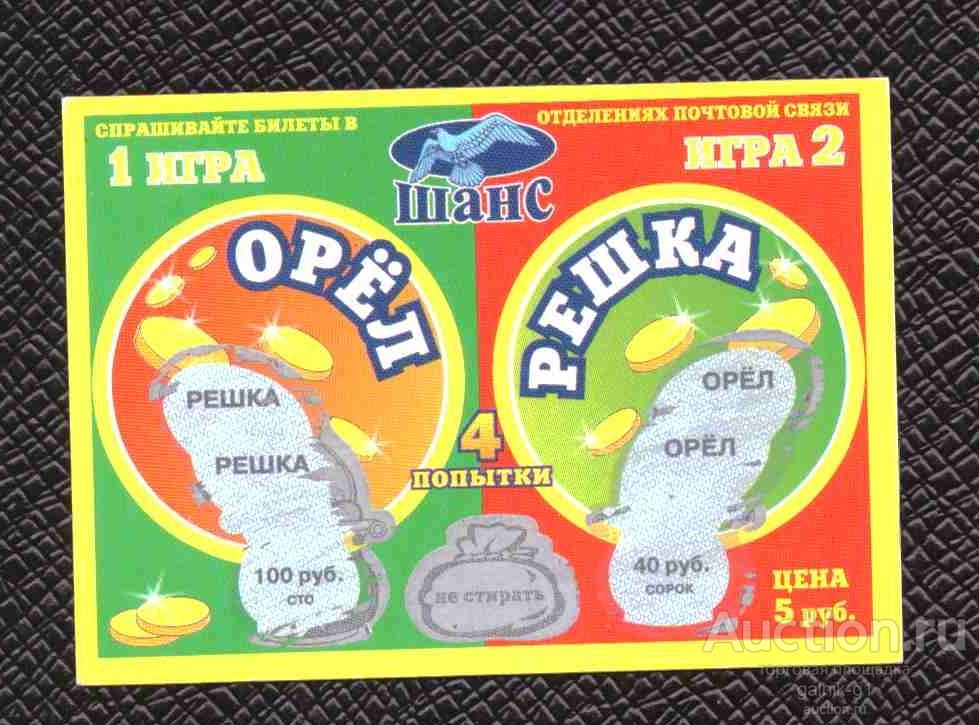 СПРАШИВАЙТЕ БИЛЕТЫ В
ОТДЕЛЕНИЯХ ПОЧТОВОЙ СВЯЗИ
1 ИГРА
ИГРА 2
шанс
ОРЁЛ
РЕШКА
РЕШКА
РЕШКА
ОРЁЛ
ОРЁЛ
4
ПОПЫТКИ
100 руб.
сто
не стирать
40 руб.
сорок
ЦЕНА
5 руб.
Auction.ru
торговая площадка
galnik-g1
auction.ru